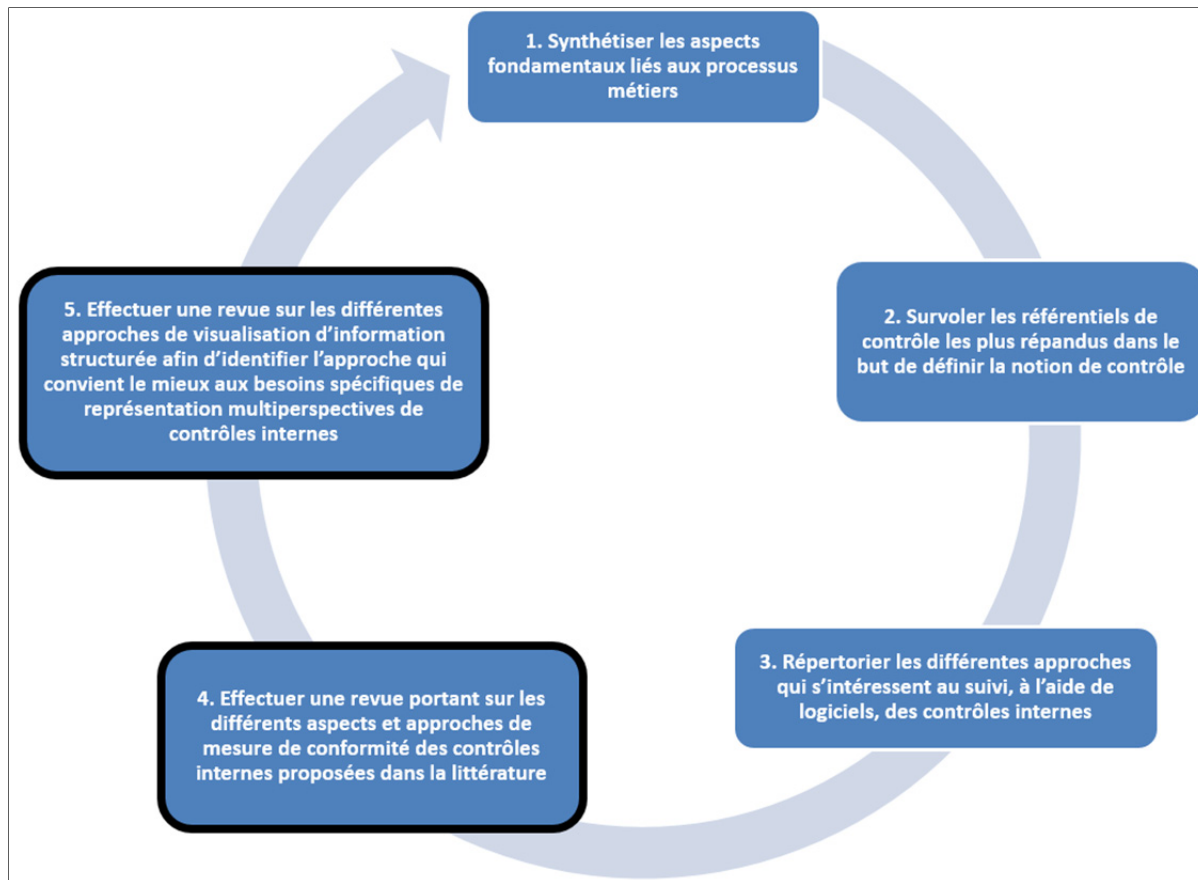 1. Synthétiser les aspects
fondamentaux liés aux processus
métiers
2. Survoler les référentiels de
contrôle les plus répandus dans le
but de définir la notion de contrôle
3. Répertorier les différentes approches
qui s'intéressent au suivi, à l'aide de
logiciels, des contrôles internes
4. Effectuer une revue portant sur les
différents aspects et approches de
mesure de conformité des contrôles
internes proposées dans la littérature
5. Effectuer une revue sur les différentes
approches de visualisation d'information
structurée afin d'identifier l'approche qui
convient le mieux aux besoins spécifiques de
représentation multiperspectives de
contrôles internes